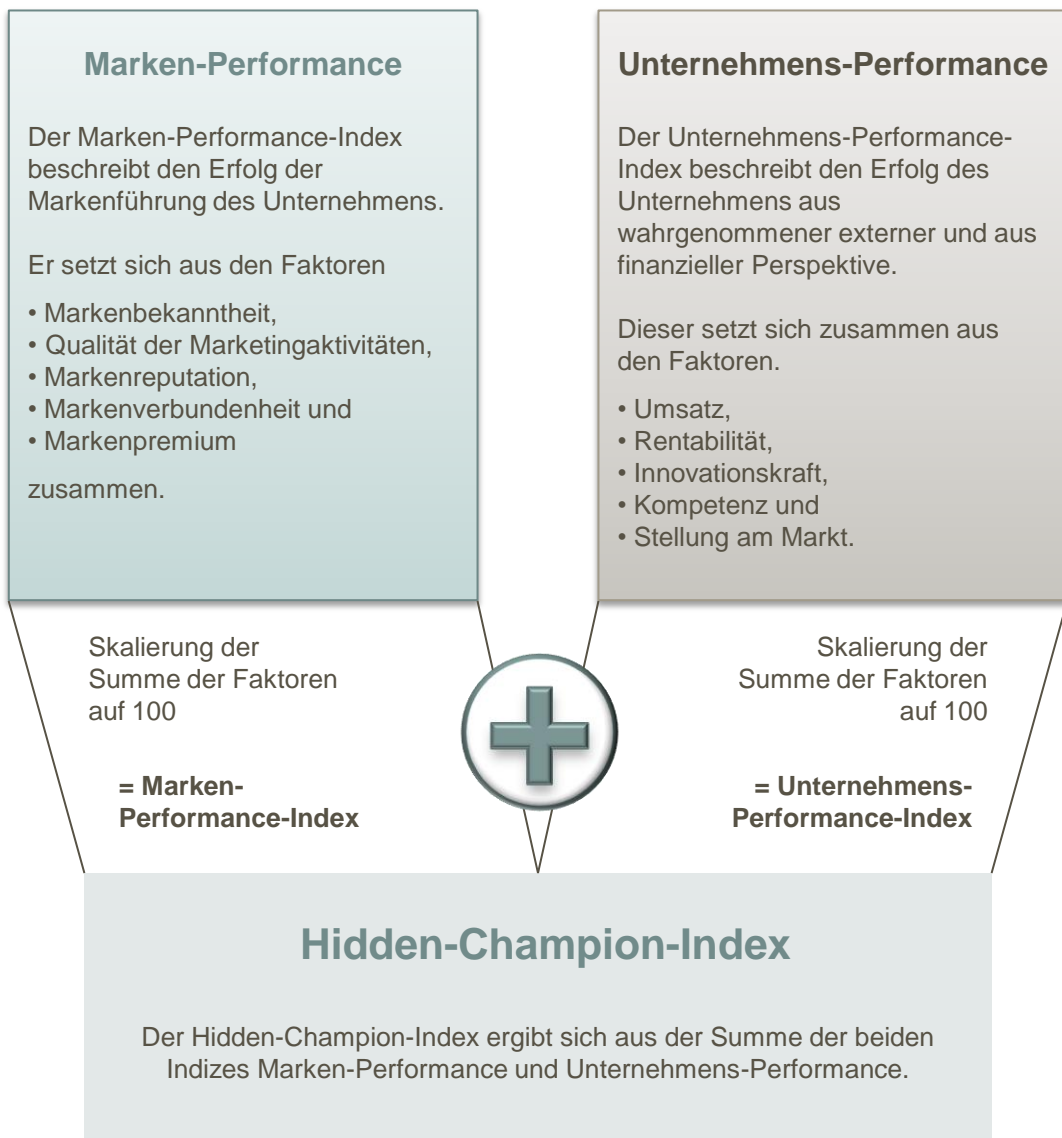 Marken-Performance
Der Marken-Performance-Index
beschreibt den Erfolg der
Markenführung des Unternehmens.
Er setzt sich aus den Faktoren
• Markenbekanntheit,
• Qualität der Marketingaktivitäten,
• Markenreputation,
• Markenverbundenheit und
• Markenpremium
zusammen.
Unternehmens-Performance
Der Unternehmens-Performance-
Index beschreibt den Erfolg des
Unternehmens aus
wahrgenommener externer und aus
finanzieller Perspektive.
Dieser setzt sich zusammen aus
den Faktoren.
• Umsatz,
• Rentabilität,
• Innovationskraft,
• Kompetenz und
• Stellung am Markt.
Skalierung der
Summe der Faktoren
auf 100
= Marken-
Performance-Index
Skalierung der
Summe der Faktoren
auf 100
= Unternehmens-
Performance-Index
Hidden-Champion-Index
Der Hidden-Champion-Index ergibt sich aus der Summe der beiden
Indizes Marken-Performance und Unternehmens-Performance.